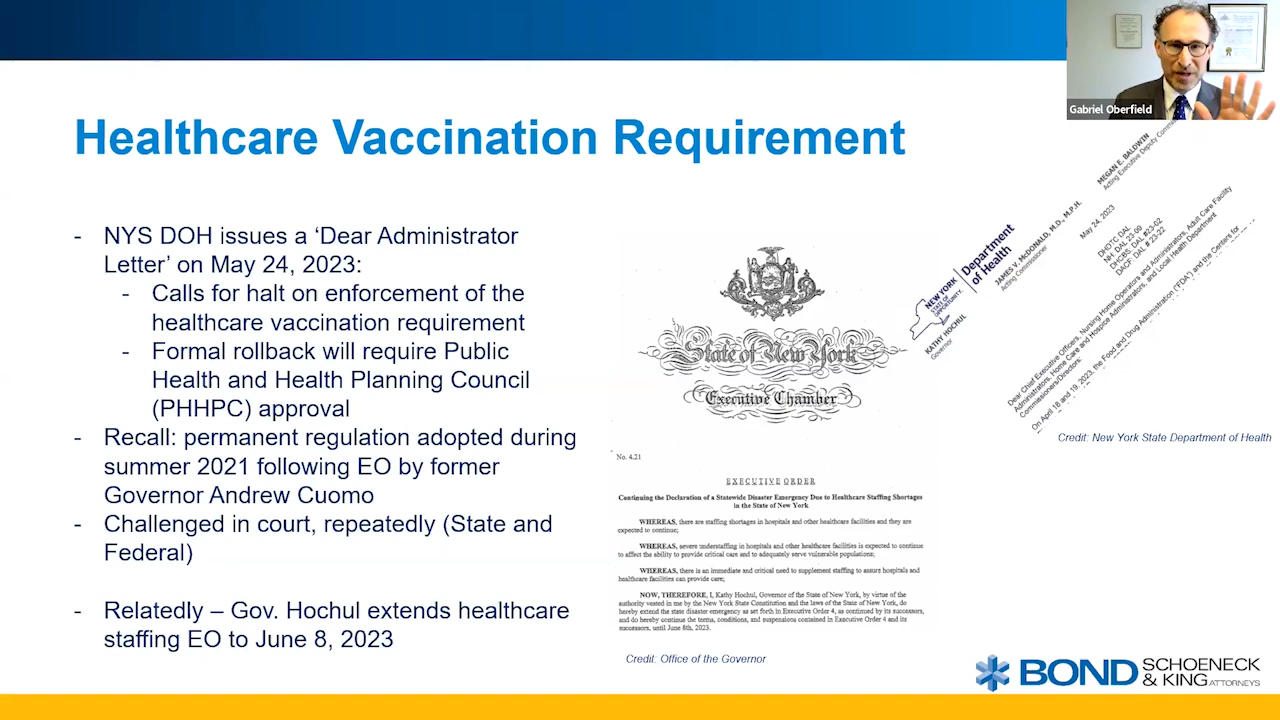 Healthcare Vaccination Requirement
- NYS DOH issues a ‘Dear Administrator
Letter’ on May 24, 2023:
- Calls for halt on enforcement of the
healthcare vaccination requirement
- Formal rollback will require Public
Health and Health Planning Council
(PHHPC) approval
- Recall: permanent regulation adopted during
summer 2021 following EO by former
Governor Andrew Cuomo
- Challenged in court, repeatedly (State and
Federal)
- Relatedly – Gov. Hochul extends healthcare
staffing EO to June 8, 2023
State of New York
Executive Chamber
No. 4.21
EXECUTIVE ORDER
Continuing the Declaration of a Statewide Disaster Emergency Due to Healthcare Staffing Shortages
in the State of New York
WHEREAS, there are staffing shortages in hospitals and other healthcare facilities and they are
expected to continue;
WHEREAS, severe understaffing in hospitals and other healthcare facilities is expected to continue
to affect the ability to provide critical care and to adequately serve vulnerable populations;
WHEREAS, there is an immediate and critical need to supplement staffing to assure hospitals and
healthcare facilities can provide care;
NOW, THEREFORE, I, Kathy Hochul, Governor of the State of New York, by virtue of the
authority vested in me by the New York State Constitution and the laws of the State of New York, do
hereby extend the state disaster emergency as set forth in Executive Order 4, as continued by its successors,
and do hereby continue the terms, conditions, and suspensions contained in Executive Order 4 and its
successors, until June 8th, 2023.
Credit: Office of the Governor
Gabriel Oberfield
NEW YORK
STATE OF
OPPORTUNITY.
Department
of Health
KATHY HOCHUL
Governor
JAMES V. McDONALD, M.D., M.P.H.
Acting Commissioner
MEGAN E. BALDWIN
Acting Executive Deputy
May 24, 2023
DHDTC DAL
NH: DAL 23-09
DHCBS: DAL #23-02
DACF: DAL # 23-22
Dear Chief Executive Officers, Nursing Home Operators and Administrators, Adult Care Facility
Administrators, Home Care and Hospice Administrators, and Local Health Department
Commissioners/Directors:
On April 18 and 19, 2023, the Food and Drug Administration ("FDA") and the Centers for
Credit: New York State Department of Health
BOND SCHOENECK
& KING ATTORNEYS